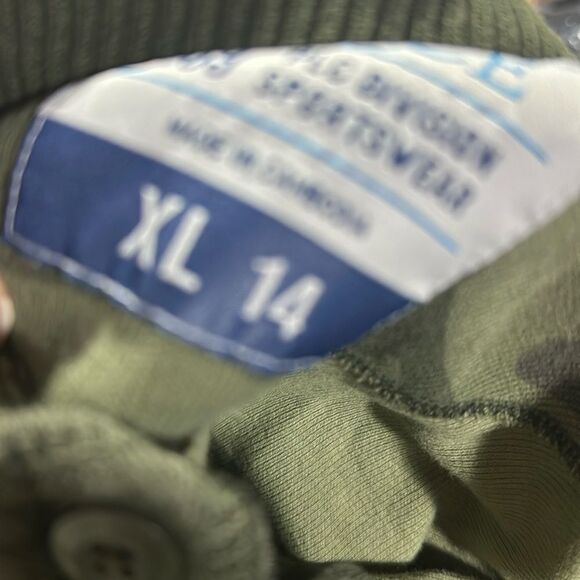 DIVISION
SPORTSWEAR
MADE IN CAMBODIA
XL 14